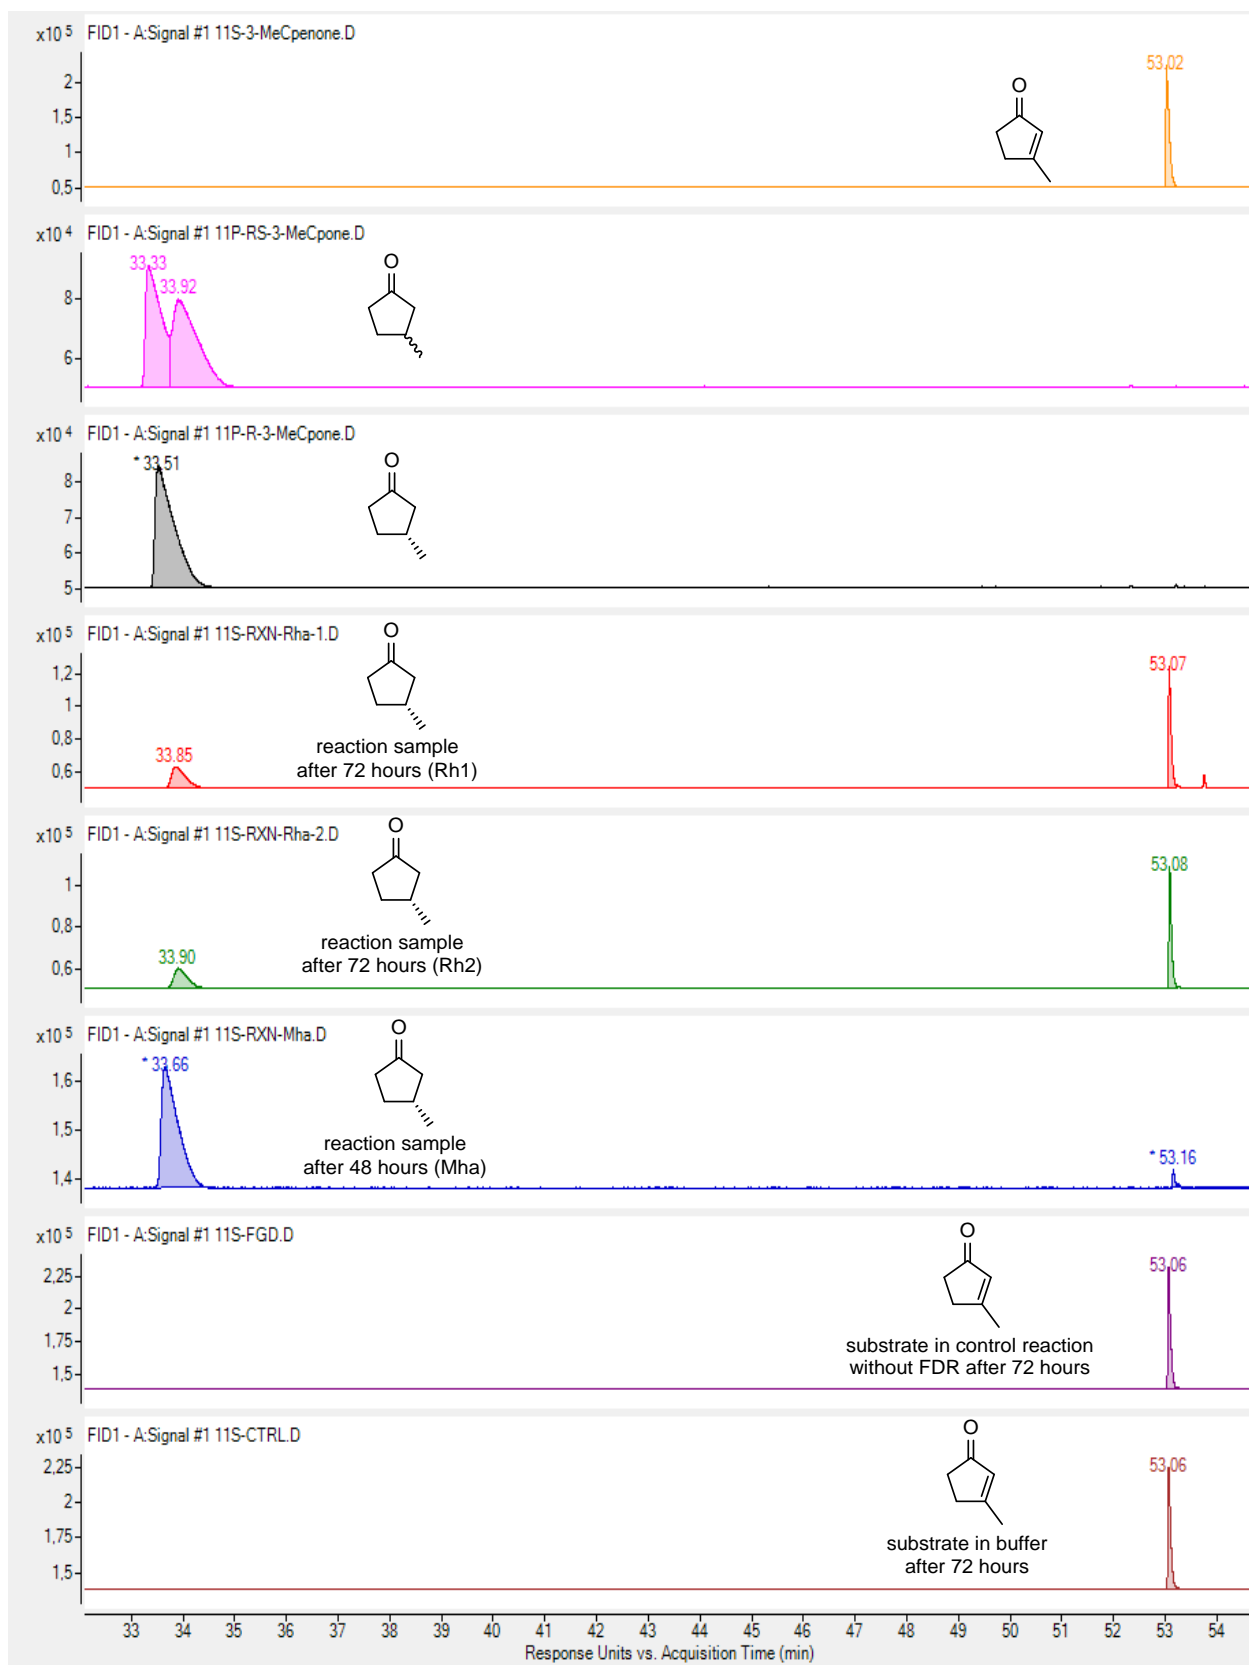 x10 5 FID1 - A:Signal #1 11S-3-MeCpenone.D
53,02
2
1,5
1
0,5
O
x10 4 FID1 - A:Signal #1 11P-RS-3-MeCpone.D
33,33
33,92
8
6
O
x10 4 FID1 - A:Signal #1 11P-R-3-MeCpone.D
* 33,51
8
7
6
5
O
x10 5 FID1 - A:Signal #1 11S-RXN-Rha-1.D
53,07
1,2
1
0,8
0,6
33,85
O
reaction sample
after 72 hours (Rh1)
x10 5 FID1 - A:Signal #1 11S-RXN-Rha-2.D
53,08
1
0,8
0,6
33,90
O
reaction sample
after 72 hours (Rh2)
x10 5 FID1 - A:Signal #1 11S-RXN-Mha.D
* 33,66
1,6
1,5
1,4
O
reaction sample
after 48 hours (Mha)
* 53,16
x10 5 FID1 - A:Signal #1 11S-FGD.D
53,06
2,25
2
1,75
1,5
O
substrate in control reaction
without FDR after 72 hours
x10 5 FID1 - A:Signal #1 11S-CTRL.D
53,06
2,25
2
1,75
1,5
O
substrate in buffer
after 72 hours
33 34 35 36 37 38 39 40 41 42 43 44 45 46 47 48 49 50 51 52 53 54
Response Units vs. Acquisition Time (min)